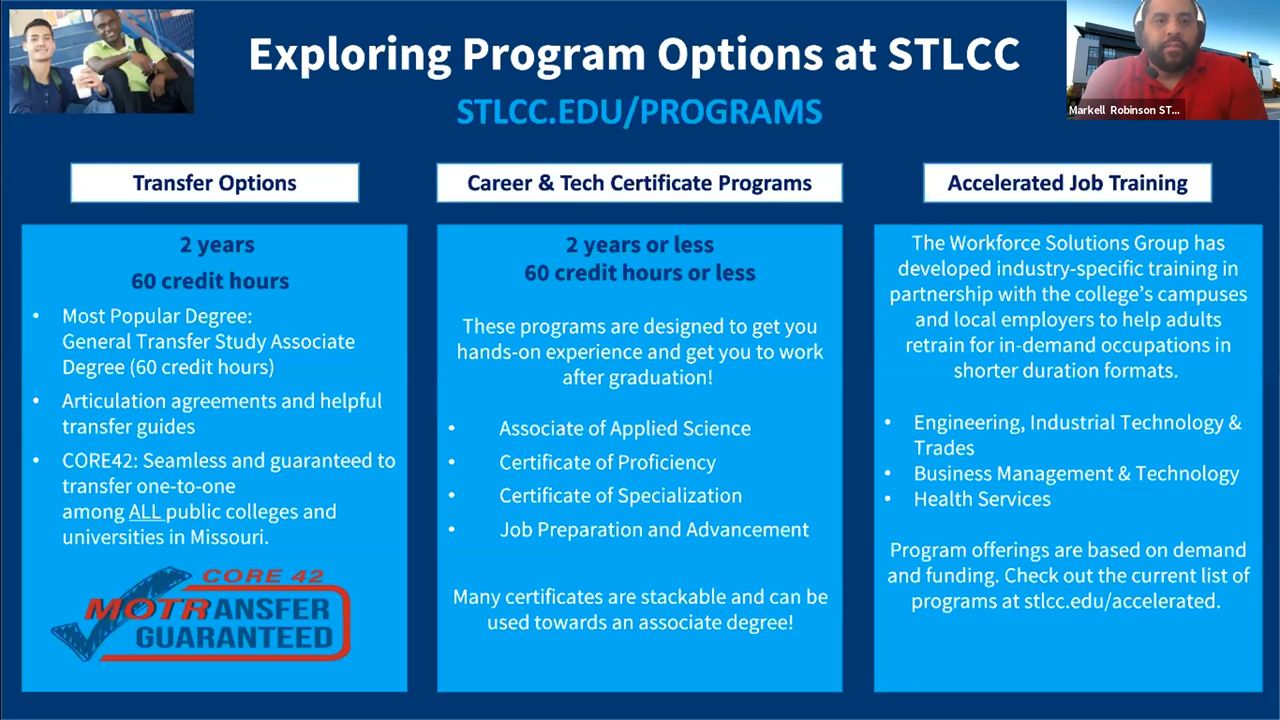 Exploring Program Options at STLCC
STLCC.EDU/PROGRAMS
Markell Robinson ST...
Transfer Options
2 years
60 credit hours
• Most Popular Degree:
General Transfer Study Associate
Degree (60 credit hours)
• Articulation agreements and helpful
transfer guides
• CORE42: Seamless and guaranteed to
transfer one-to-one
among ALL public colleges and
universities in Missouri.
CORE 42
MOTRANSFER
GUARANTEED
Career & Tech Certificate Programs
2 years or less
60 credit hours or less
These programs are designed to get you
hands-on experience and get you to work
after graduation!
• Associate of Applied Science
• Certificate of Proficiency
• Certificate of Specialization
• Job Preparation and Advancement
Many certificates are stackable and can be
used towards an associate degree!
Accelerated Job Training
The Workforce Solutions Group has
developed industry-specific training in
partnership with the college's campuses
and local employers to help adults
retrain for in-demand occupations in
shorter duration formats.
• Engineering, Industrial Technology &
Trades
• Business Management & Technology
• Health Services
Program offerings are based on demand
and funding. Check out the current list of
programs at stlcc.edu/accelerated.